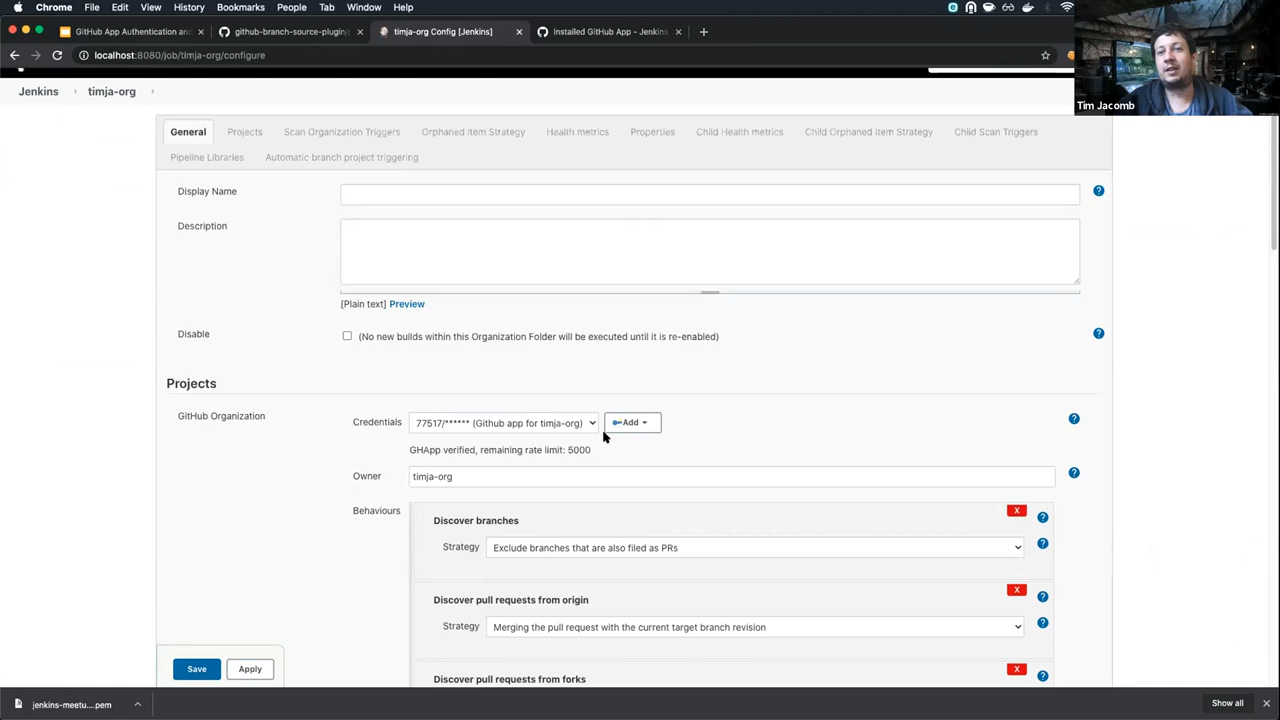 Chrome File Edit View History Bookmarks People Tab Window Help
GitHub App Authentication and
github-branch-source-plugin/
timja-org Config [Jenkins]
Installed GitHub App - Jenkins
localhost:8080/job/timja-org/configure
Tim Jacomb
Jenkins timja-org
General Projects Scan Organization Triggers Orphaned Item Strategy Health metrics Properties Child Health metrics Child Orphaned Item Strategy Child Scan Triggers
Pipeline Libraries Automatic branch project triggering
Display Name
Description
[Plain text] Preview
Disable (No new builds within this Organization Folder will be executed until it is re-enabled)
Projects
GitHub Organization Credentials 77517/****** (Github app for timja-org) Add
GHApp verified, remaining rate limit: 5000
Owner timja-org
Behaviours
Discover branches X
Strategy Exclude branches that are also filed as PRs
Discover pull requests from origin X
Strategy Merging the pull request with the current target branch revision
Discover pull requests from forks X
Save Apply
jenkins-meetu....pem Show all